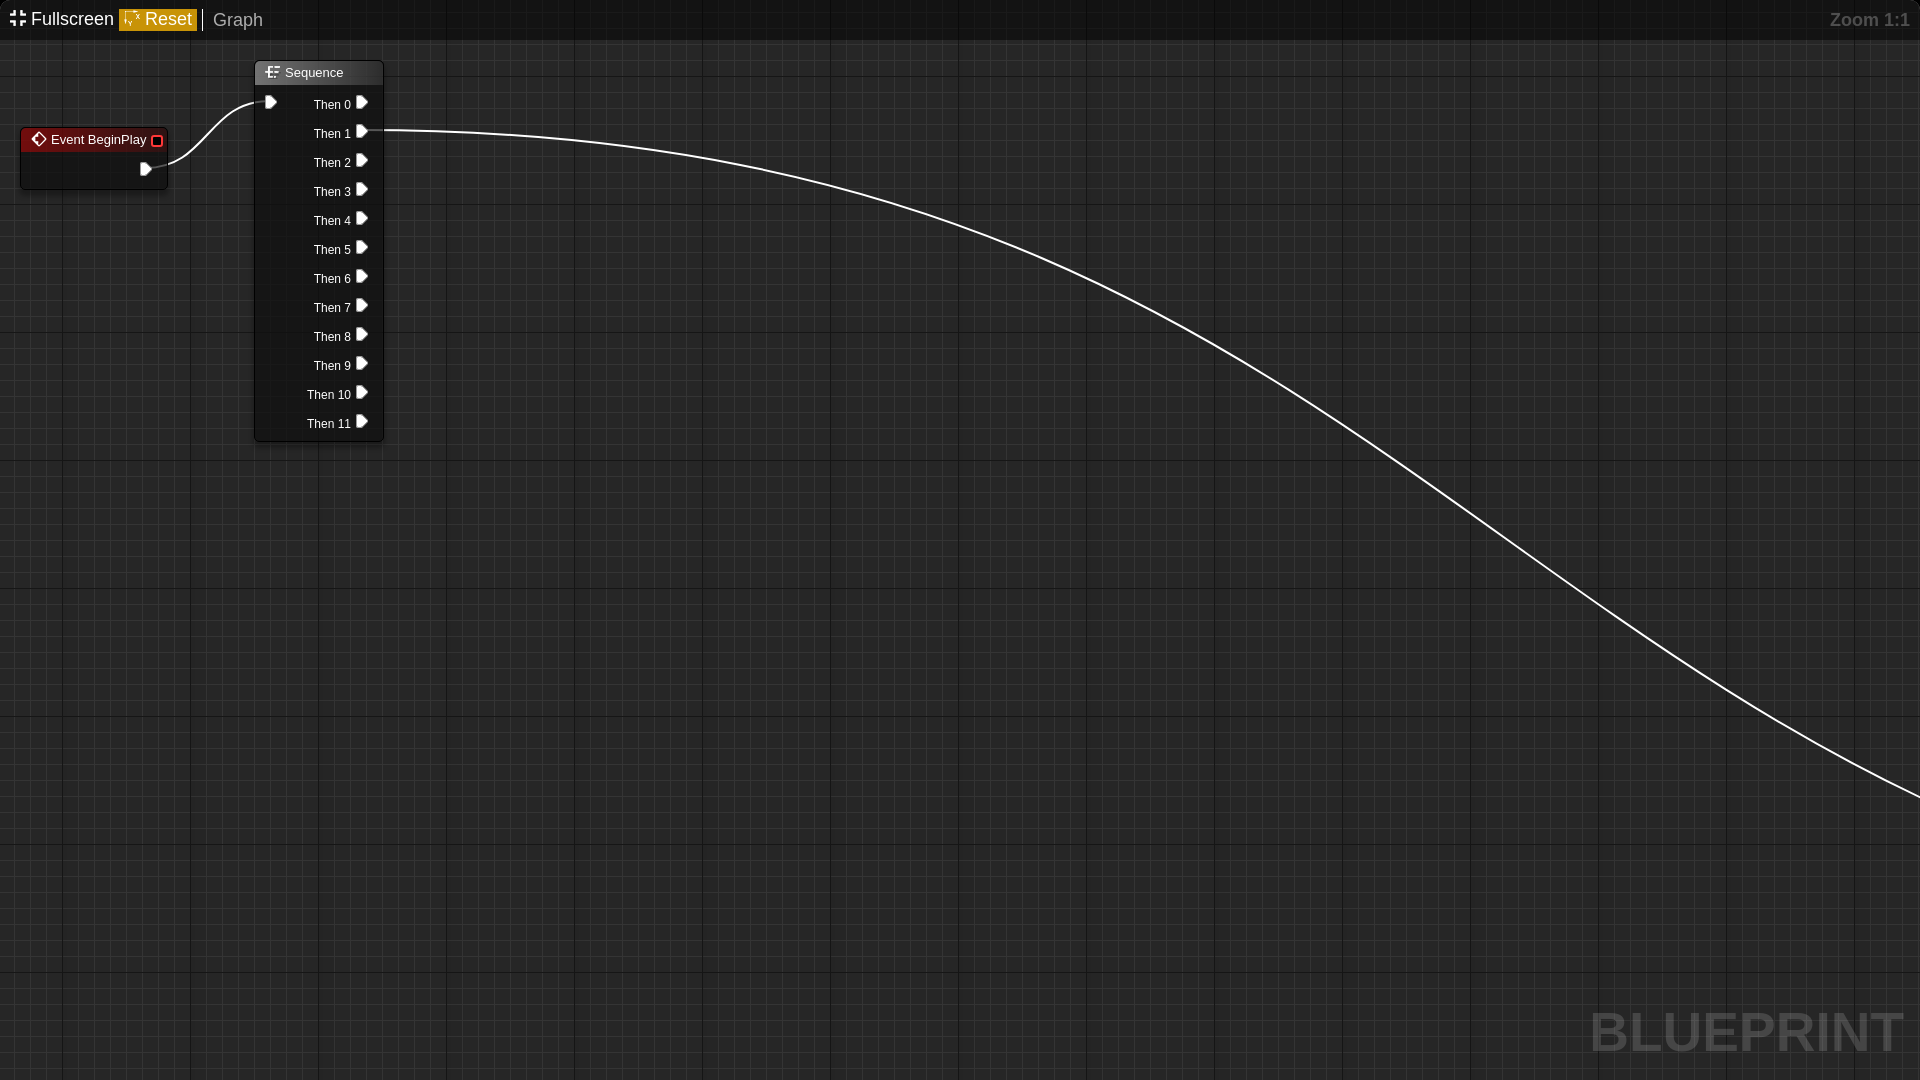 Fullscreen Reset Graph Zoom 1:1
Sequence
Then 0
Event BeginPlay
Then 1
Then 2
Then 3
Then 4
Then 5
Then 6
Then 7
Then 8
Then 9
Then 10
Then 11
BLUEPRINT